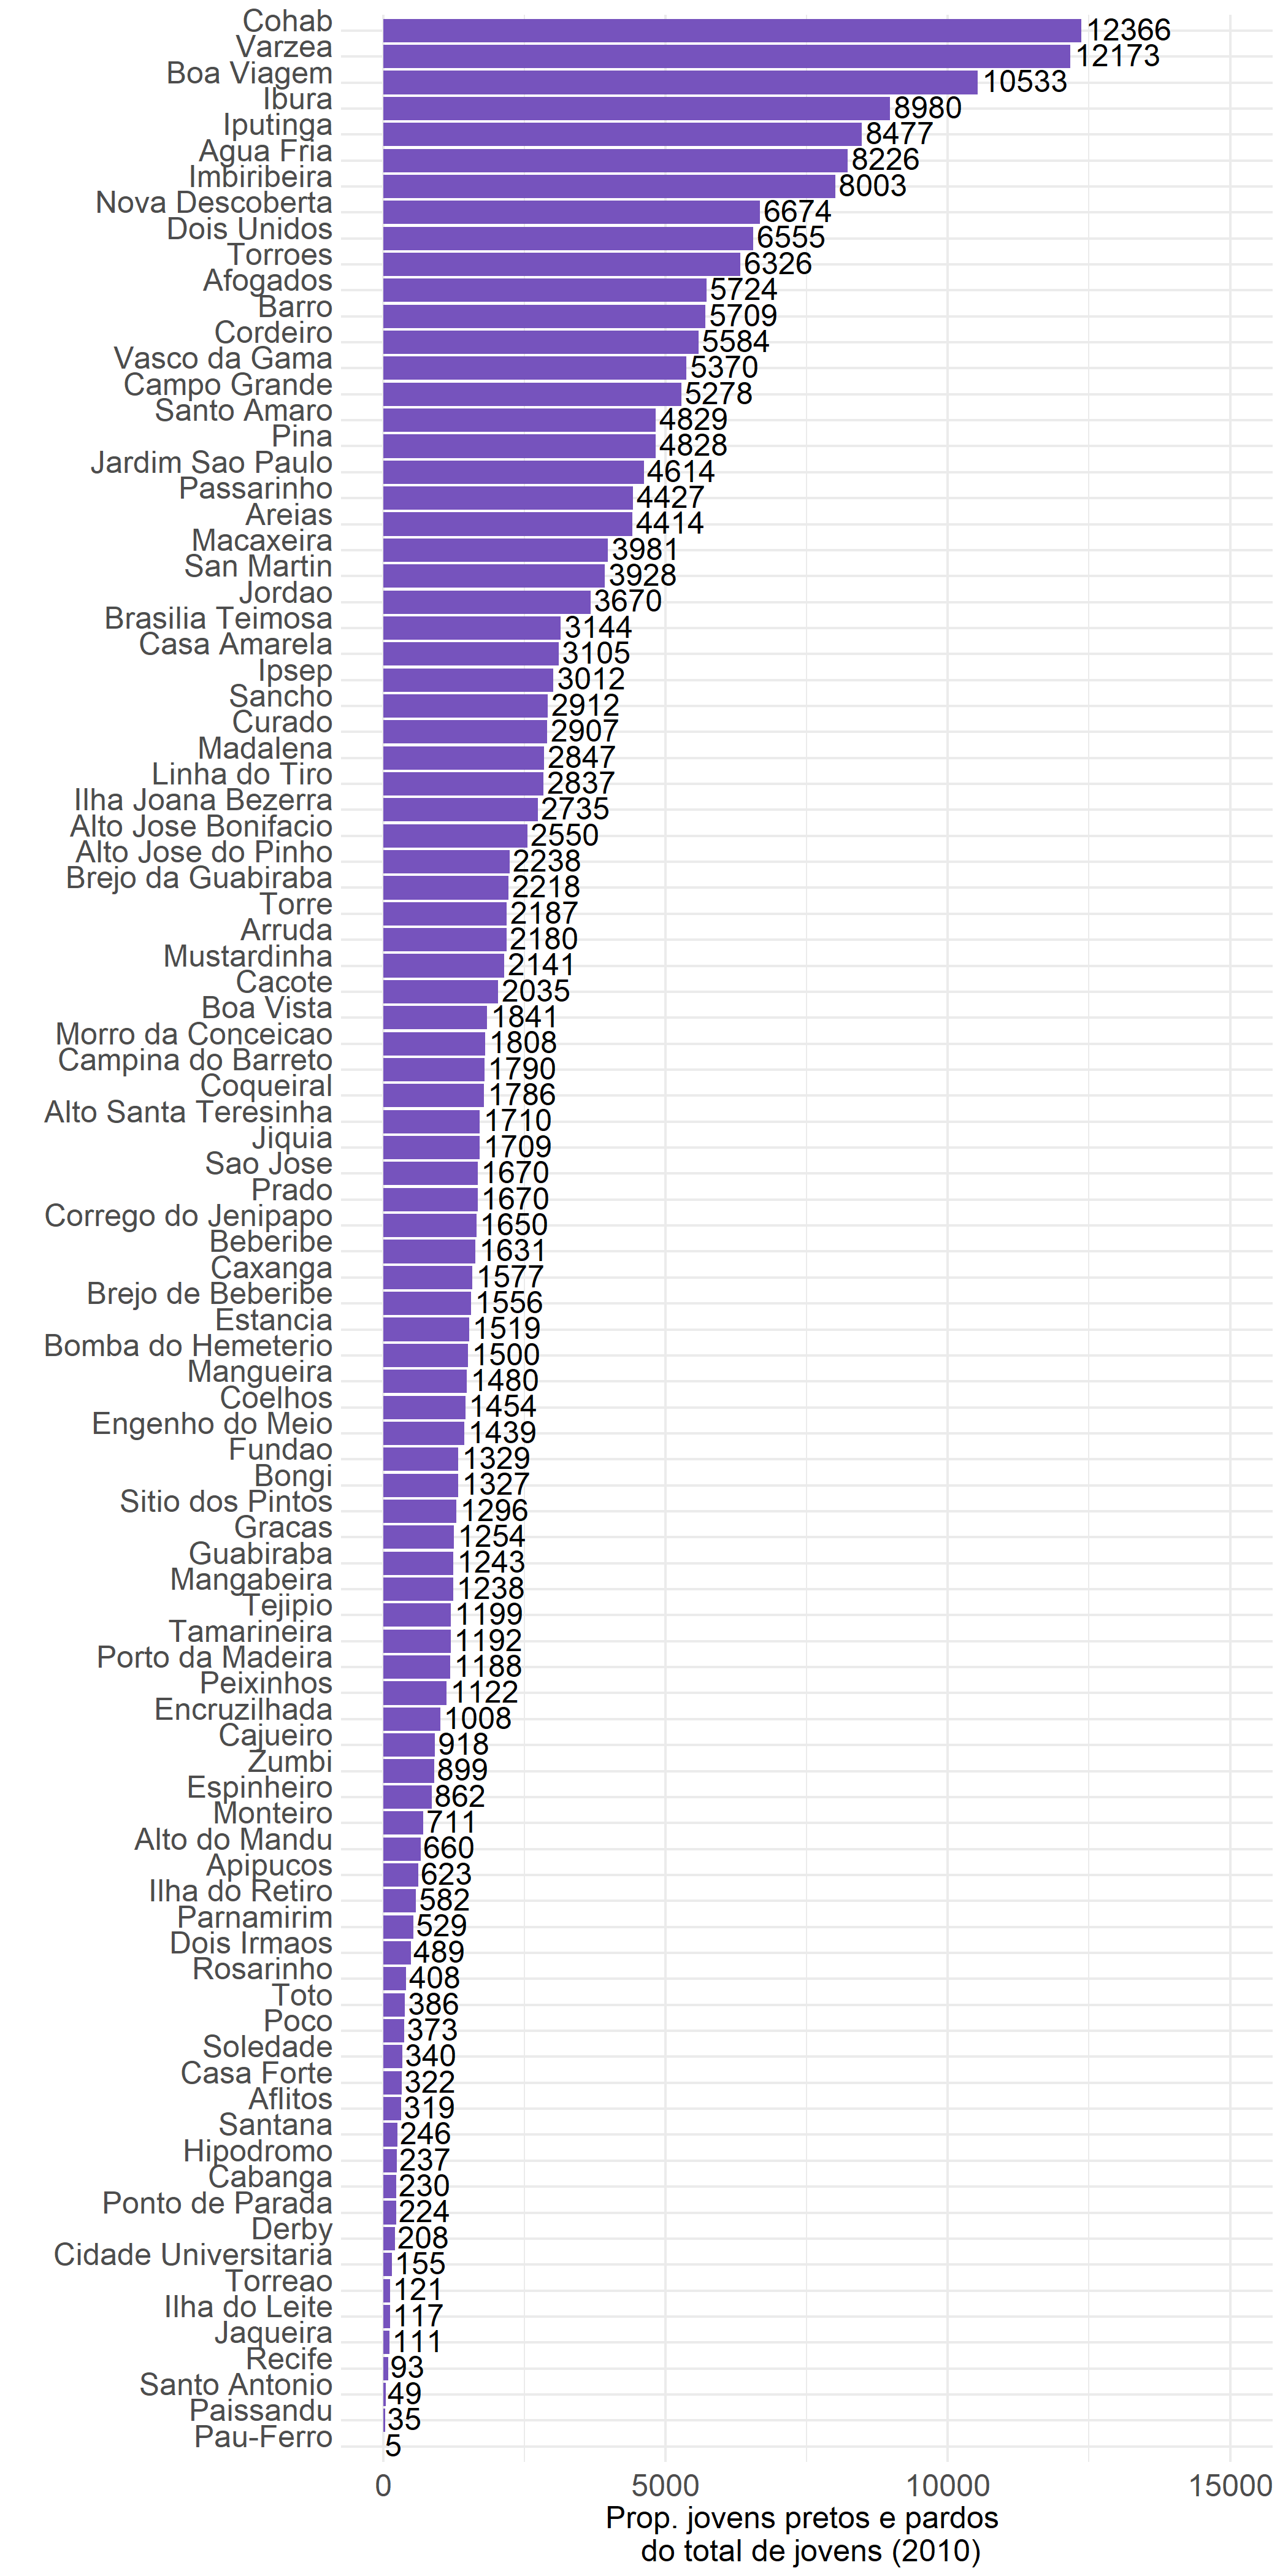 Cohab 12366
Varzea 12173
Boa Viagem 10533
Ibura 8980
Iputinga 8477
Agua Fria 8226
Imbiribeira 8003
Nova Descoberta 6674
Dois Unidos 6555
Torroes 6326
Afogados 5724
Barro 5709
Cordeiro 5584
Vasco da Gama 5370
Campo Grande 5278
Santo Amaro 4829
Pina 4828
Jardim Sao Paulo 4614
Passarinho 4427
Areias 4414
Macaxeira 3981
San Martin 3928
Jordao 3670
Brasilia Teimosa 3144
Casa Amarela 3105
Ipsep 3012
Sancho 2912
Curado 2907
Madalena 2847
Linha do Tiro 2837
Ilha Joana Bezerra 2735
Alto Jose Bonifacio 2550
Alto Jose do Pinho 2238
Brejo da Guabiraba 2218
Torre 2187
Arruda 2180
Mustardinha 2141
Cacote 2035
Boa Vista 1841
Morro da Conceicao 1808
Campina do Barreto 1790
Coqueiral 1786
Alto Santa Teresinha 1710
Jiquia 1709
Sao Jose 1670
Prado 1670
Corrego do Jenipapo 1650
Beberibe 1631
Caxanga 1577
Brejo de Beberibe 1556
Estancia 1519
Bomba do Hemeterio 1500
Mangueira 1480
Coelhos 1454
Engenho do Meio 1439
Fundao 1329
Bongi 1327
Sitio dos Pintos 1296
Gracas 1254
Guabiraba 1243
Mangabeira 1238
Tejipio 1199
Tamarineira 1192
Porto da Madeira 1188
Peixinhos 1122
Encruzilhada 1008
Cajueiro 918
Zumbi 899
Espinheiro 862
Monteiro 711
Alto do Mandu 660
Apipucos 623
Ilha do Retiro 582
Parnamirim 529
Dois Irmaos 489
Rosarinho 408
Toto 386
Poco 373
Soledade 340
Casa Forte 322
Aflitos 319
Santana 246
Hipodromo 237
Cabanga 230
Ponto de Parada 224
Derby 208
Cidade Universitaria 155
Torreao 121
Ilha do Leite 117
Jaqueira 111
Recife 93
Santo Antonio 49
Paissandu 35
Pau-Ferro 5
0 5000 10000 15000
Prop. jovens pretos e pardos
do total de jovens (2010)